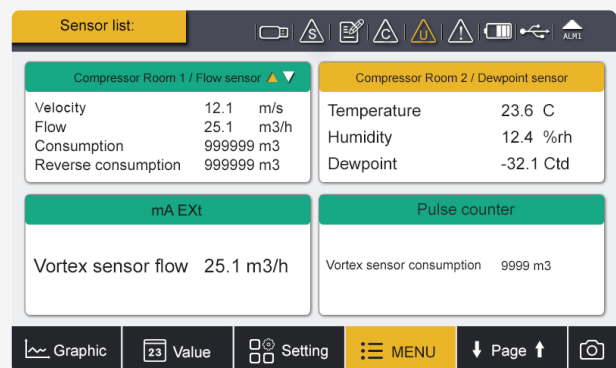 Sensor list:
S C U ! ALM1
Compressor Room 1 / Flow sensor
Velocity 12.1 m/s
Flow 25.1 m3/h
Consumption 999999 m3
Reverse consumption 999999 m3
Compressor Room 2 / Dewpoint sensor
Temperature 23.6 C
Humidity 12.4 %rh
Dewpoint -32.1 Ctd
mA EXt
Vortex sensor flow 25.1 m3/h
Pulse counter
Vortex sensor consumption 9999 m3
Graphic 23 Value Setting MENU Page